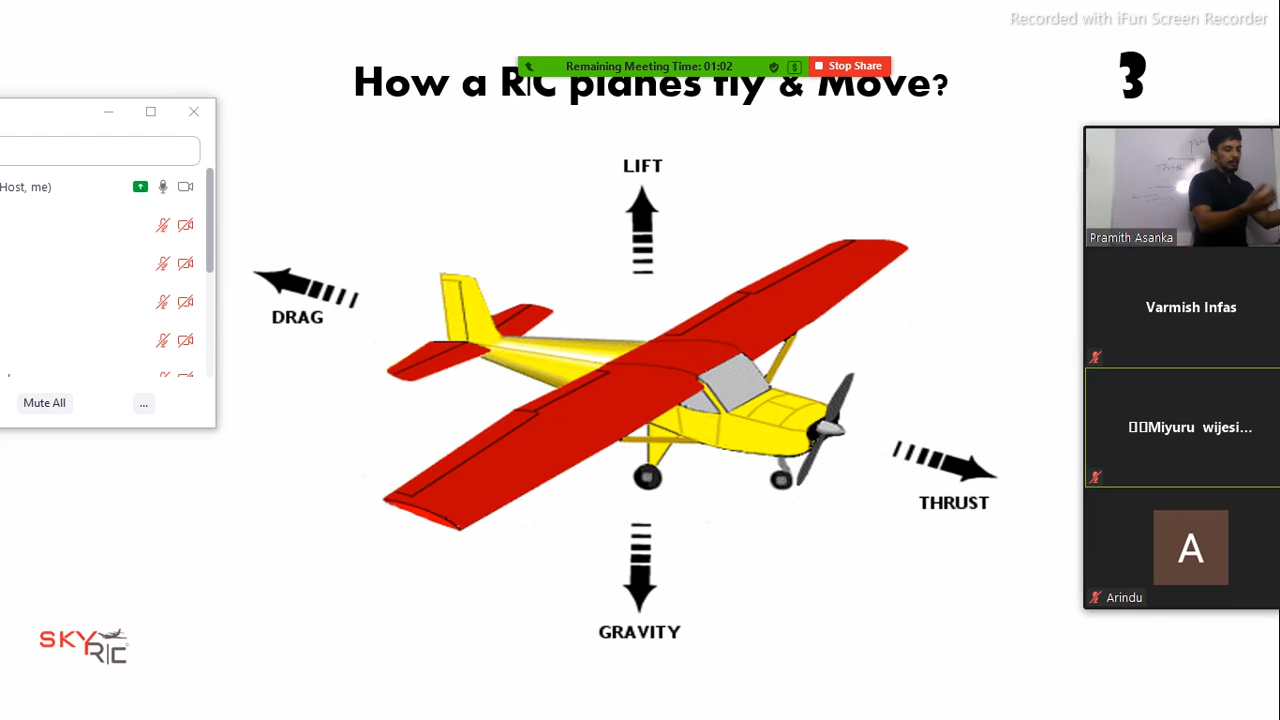 Recorded with iFun Screen Recorder
Remaining Meeting Time: 01:02
Stop Share
How a R|C planes fly & Move?
3
Host, me)
Mute All
...
LIFT
DRAG
THRUST
GRAVITY
SKY
R|C
Pramith Asanka
Varmish Infas
Miyuru wijesi...
A
Arindu